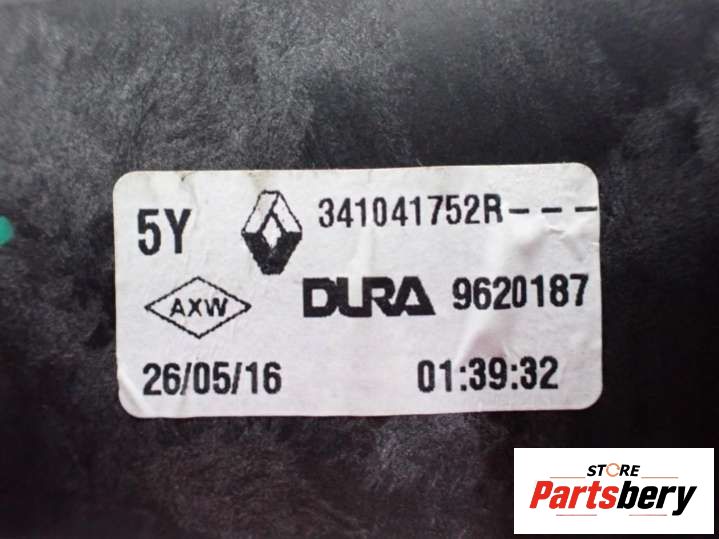 5Y 341041752R---
AXW DURA 9620187
26/05/16 01:39:32
STORE
Partsbery